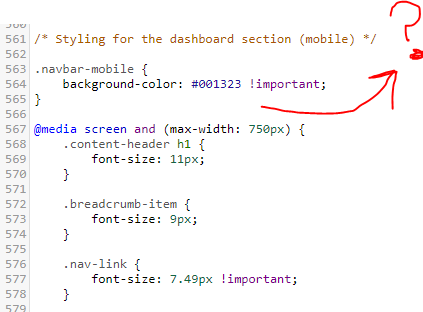 560
561 /* Styling for the dashboard section (mobile) */
562
563 .navbar-mobile {
564 background-color: #001323 !important;
565 }
566
567 @media screen and (max-width: 750px) {
568 .content-header h1 {
569 font-size: 11px;
570 }
571
572 .breadcrumb-item {
573 font-size: 9px;
574 }
575
576 .nav-link {
577 font-size: 7.49px !important;
578 }
579
?